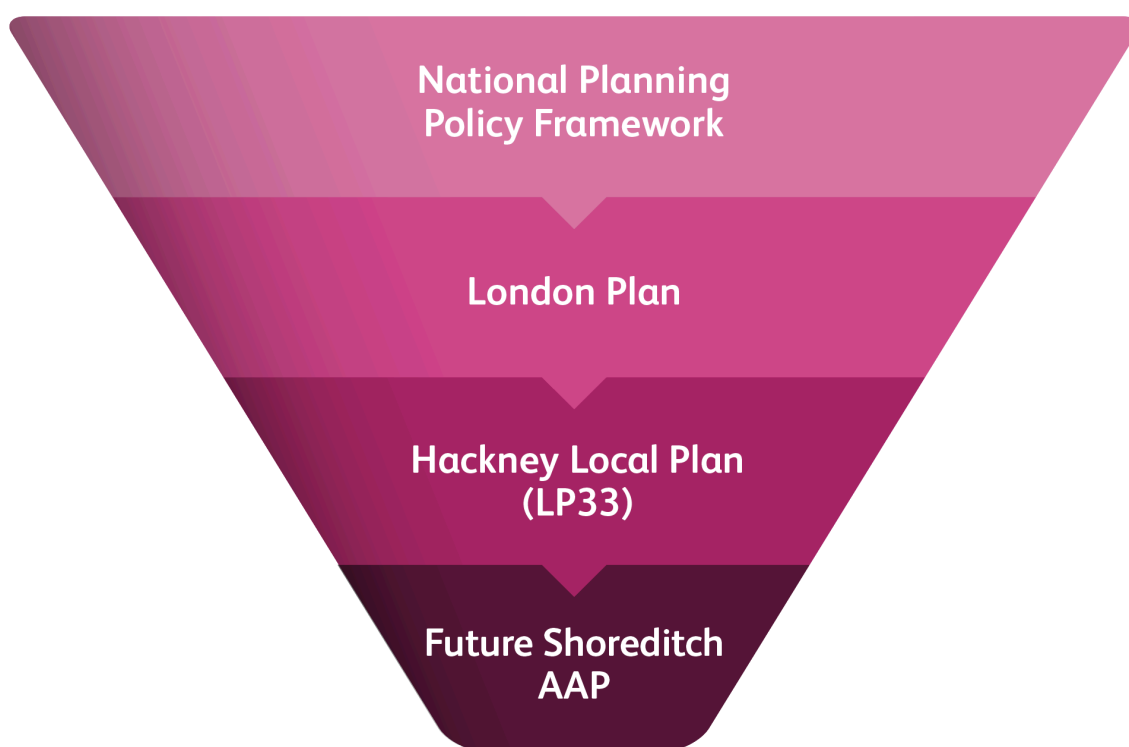 National Planning
Policy Framework
London Plan
Hackney Local Plan
(LP33)
Future Shoreditch
AAP